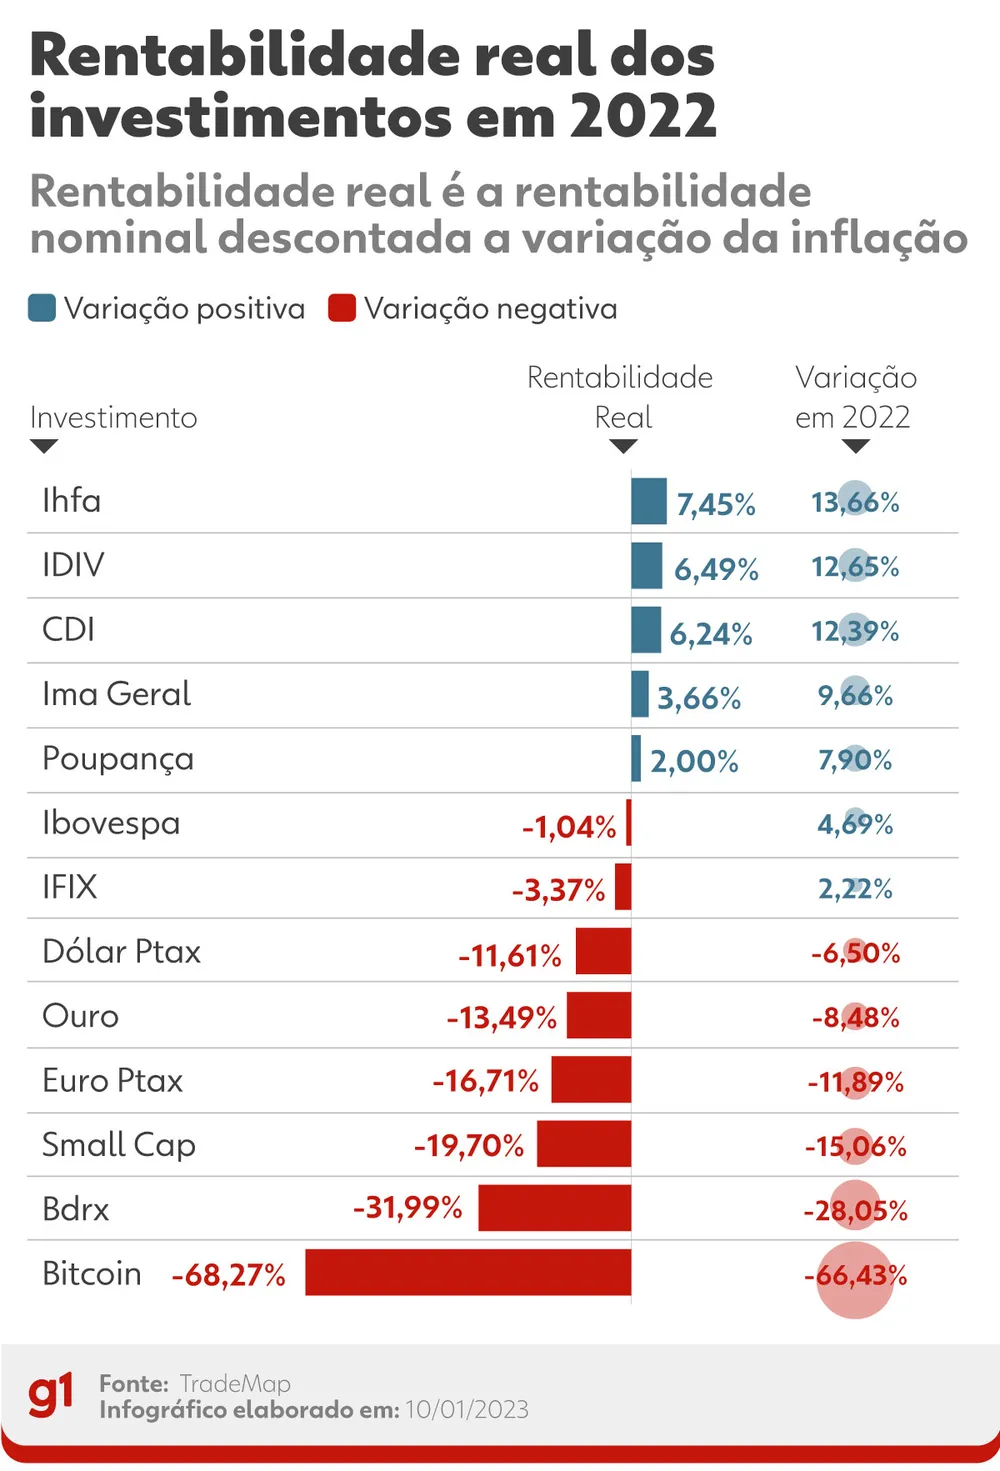 Rentabilidade real dos
investimentos em 2022
Rentabilidade real é a rentabilidade
nominal descontada a variação da inflação
Variação positiva Variação negativa
Investimento
Rentabilidade
Real
Variação
em 2022
Ihfa 7,45% 13,66%
IDIV 6,49% 12,65%
CDI 6,24% 12,39%
Ima Geral 3,66% 9,66%
Poupança 2,00% 7,90%
Ibovespa -1,04% 4,69%
IFIX -3,37% 2,22%
Dólar Ptax -11,61% -6,50%
Ouro -13,49% -8,48%
Euro Ptax -16,71% -11,89%
Small Cap -19,70% -15,06%
Bdrx -31,99% -28,05%
Bitcoin -68,27% -66,43%
g1
Fonte: TradeMap
Infográfico elaborado em: 10/01/2023